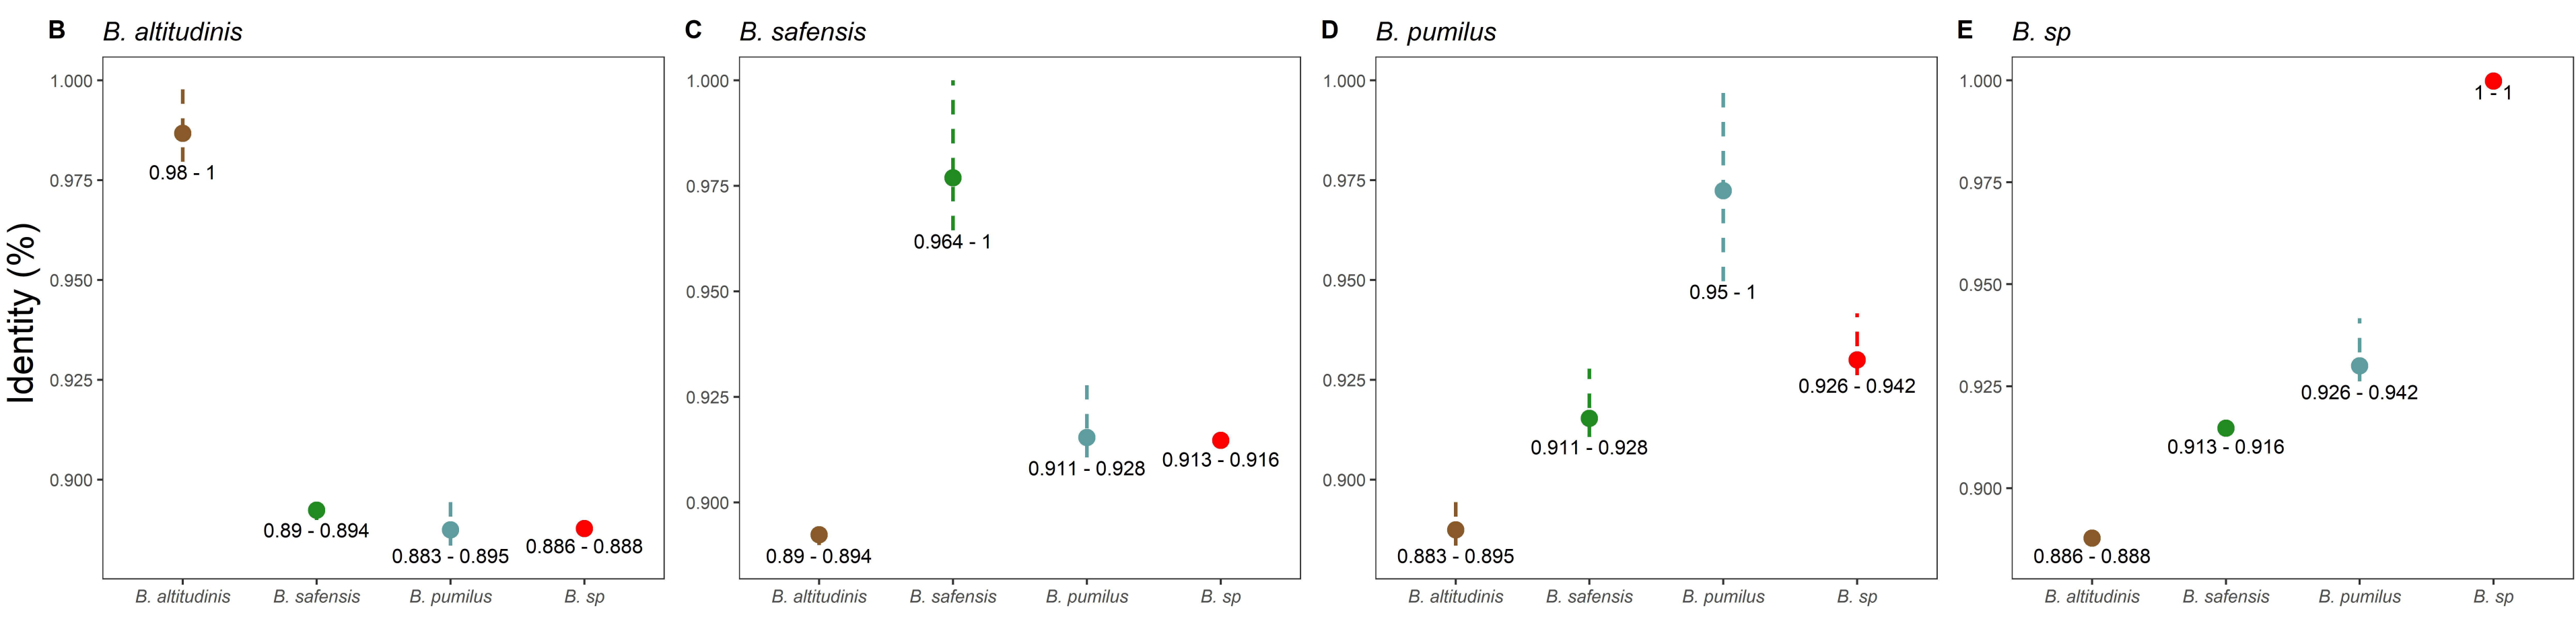 B B. altitudinis
Identity (%)
1.000
0.975
0.950
0.925
0.900
0.98 - 1
0.89 - 0.894
0.883 - 0.895
0.886 - 0.888
B. altitudinis B. safensis B. pumilus B. sp
C B. safensis
1.000
0.975
0.950
0.925
0.900
0.89 - 0.894
0.964 - 1
0.911 - 0.928
0.913 - 0.916
B. altitudinis B. safensis B. pumilus B. sp
D B. pumilus
1.000
0.975
0.950
0.925
0.900
0.883 - 0.895
0.911 - 0.928
0.95 - 1
0.926 - 0.942
B. altitudinis B. safensis B. pumilus B. sp
E B. sp
1.000
0.975
0.950
0.925
0.900
0.886 - 0.888
0.913 - 0.916
0.926 - 0.942
1 - 1
B. altitudinis B. safensis B. pumilus B. sp